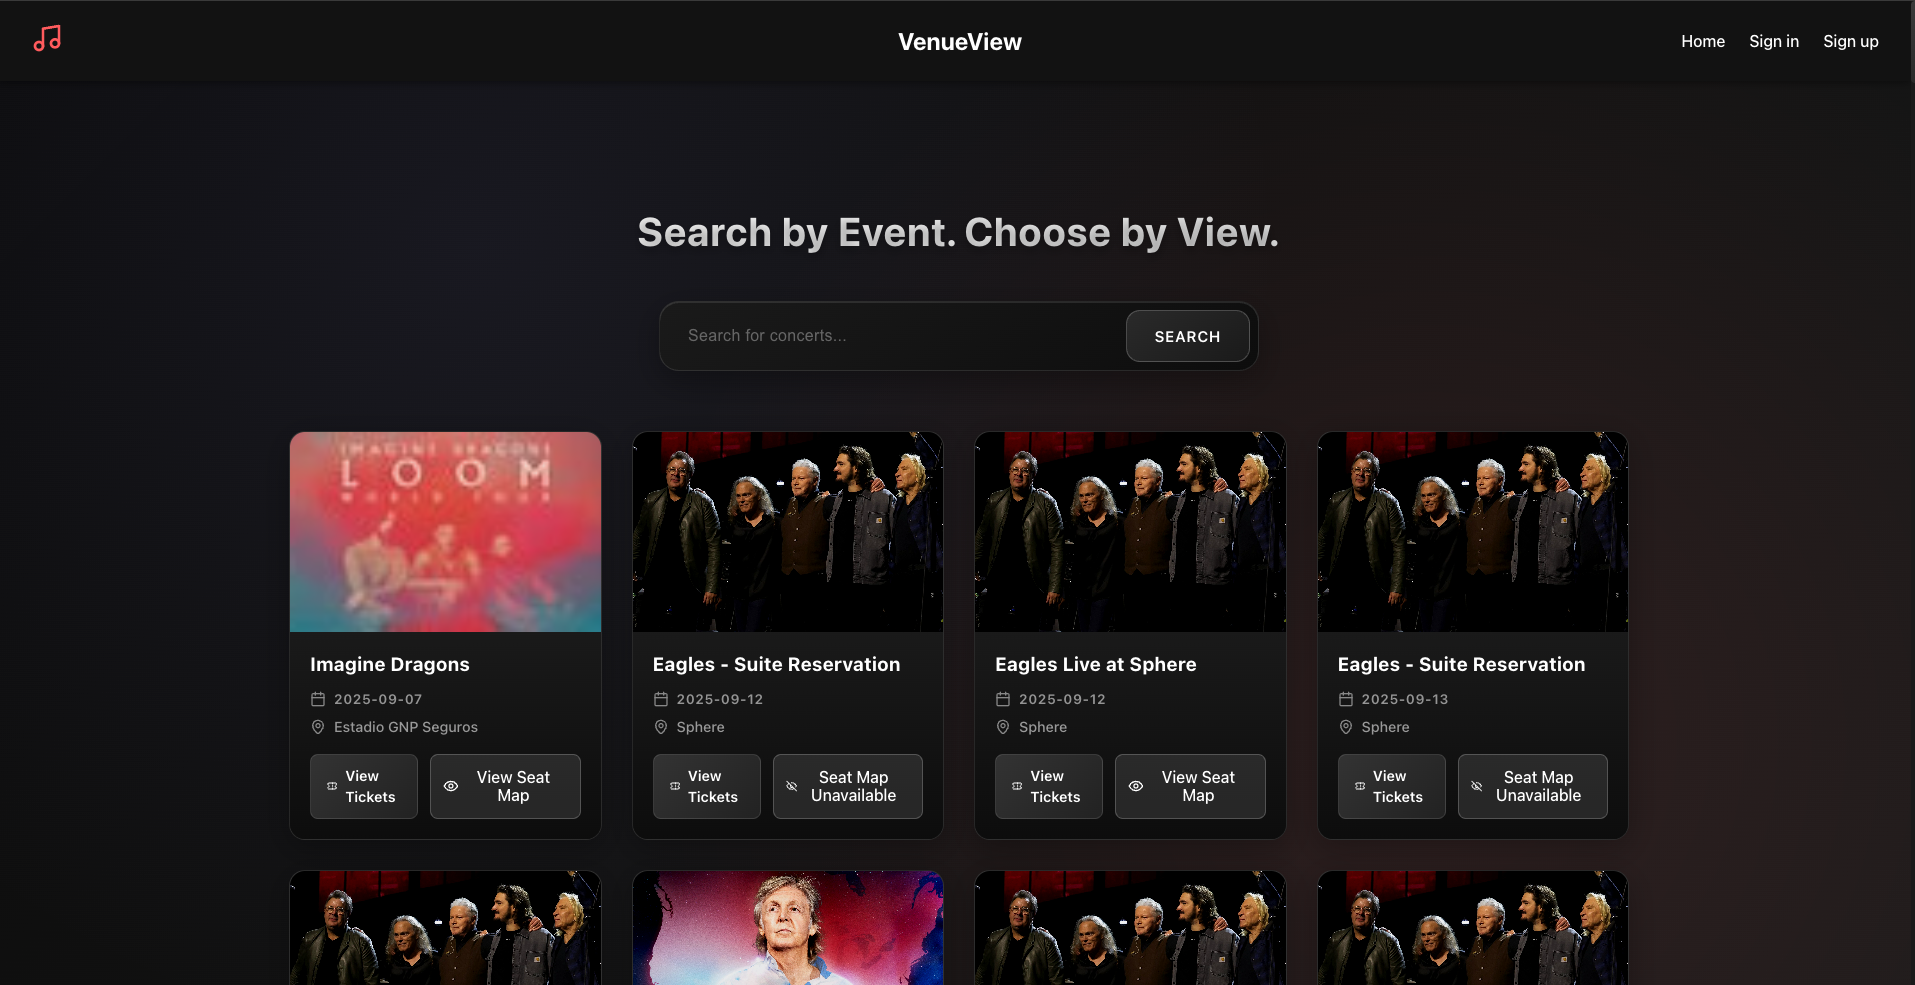 VenueView
Home Sign in Sign up
Search by Event. Choose by View.
Search for concerts...
SEARCH
IMAGINE DRAGONS
LOOM
WORLD TOUR
Imagine Dragons
2025-09-07
Estadio GNP Seguros
View
Tickets
View Seat
Map
Eagles - Suite Reservation
2025-09-12
Sphere
View
Tickets
Seat Map
Unavailable
Eagles Live at Sphere
2025-09-12
Sphere
View
Tickets
View Seat
Map
Eagles - Suite Reservation
2025-09-13
Sphere
View
Tickets
Seat Map
Unavailable